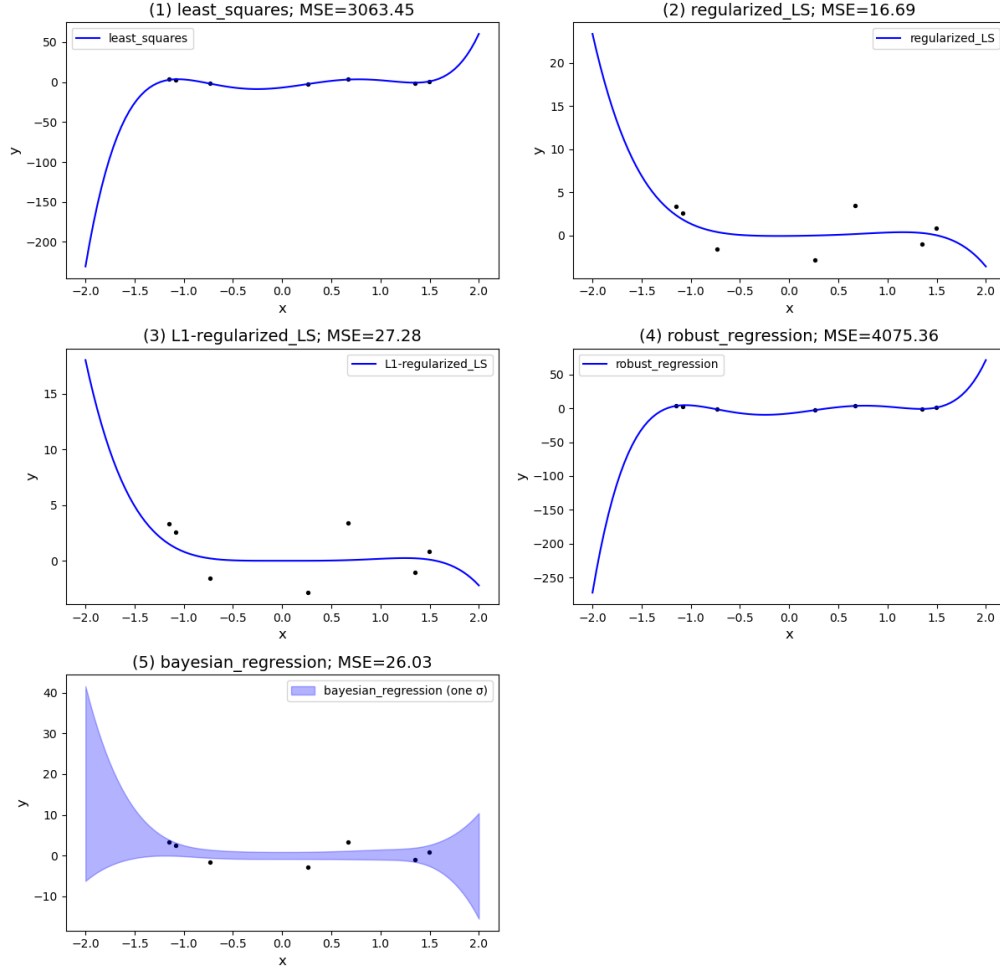 (1) least_squares; MSE=3063.45
least_squares
50
0
−50
−100
−150
−200
y
−2.0 −1.5 −1.0 −0.5 0.0 0.5 1.0 1.5 2.0
x
(2) regularized_LS; MSE=16.69
regularized_LS
20
15
10
5
0
y
−2.0 −1.5 −1.0 −0.5 0.0 0.5 1.0 1.5 2.0
x
(3) L1-regularized_LS; MSE=27.28
L1-regularized_LS
15
10
5
0
y
−2.0 −1.5 −1.0 −0.5 0.0 0.5 1.0 1.5 2.0
x
(4) robust_regression; MSE=4075.36
robust_regression
50
0
−50
−100
−150
−200
−250
y
−2.0 −1.5 −1.0 −0.5 0.0 0.5 1.0 1.5 2.0
x
(5) bayesian_regression; MSE=26.03
bayesian_regression (one σ)
40
30
20
10
0
−10
y
−2.0 −1.5 −1.0 −0.5 0.0 0.5 1.0 1.5 2.0
x